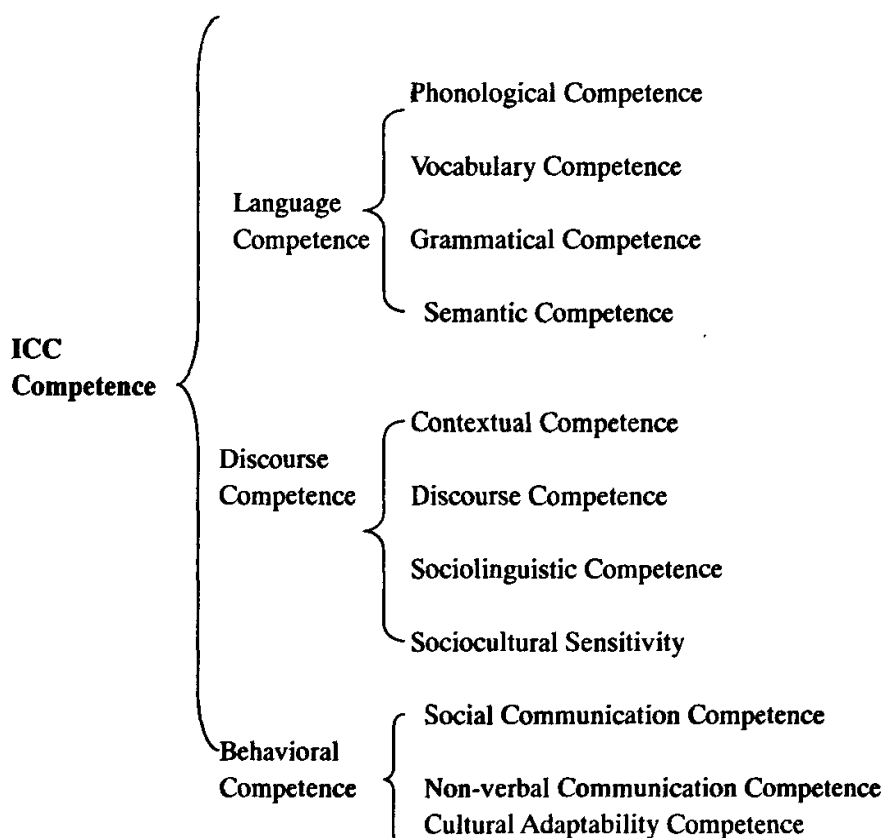 Phonological Competence
Vocabulary Competence
Language
Competence
Grammatical Competence
Semantic Competence
ICC
Competence
Contextual Competence
Discourse
Competence
Discourse Competence
Sociolinguistic Competence
Sociocultural Sensitivity
Social Communication Competence
Behavioral
Competence
Non-verbal Communication Competence
Cultural Adaptability Competence